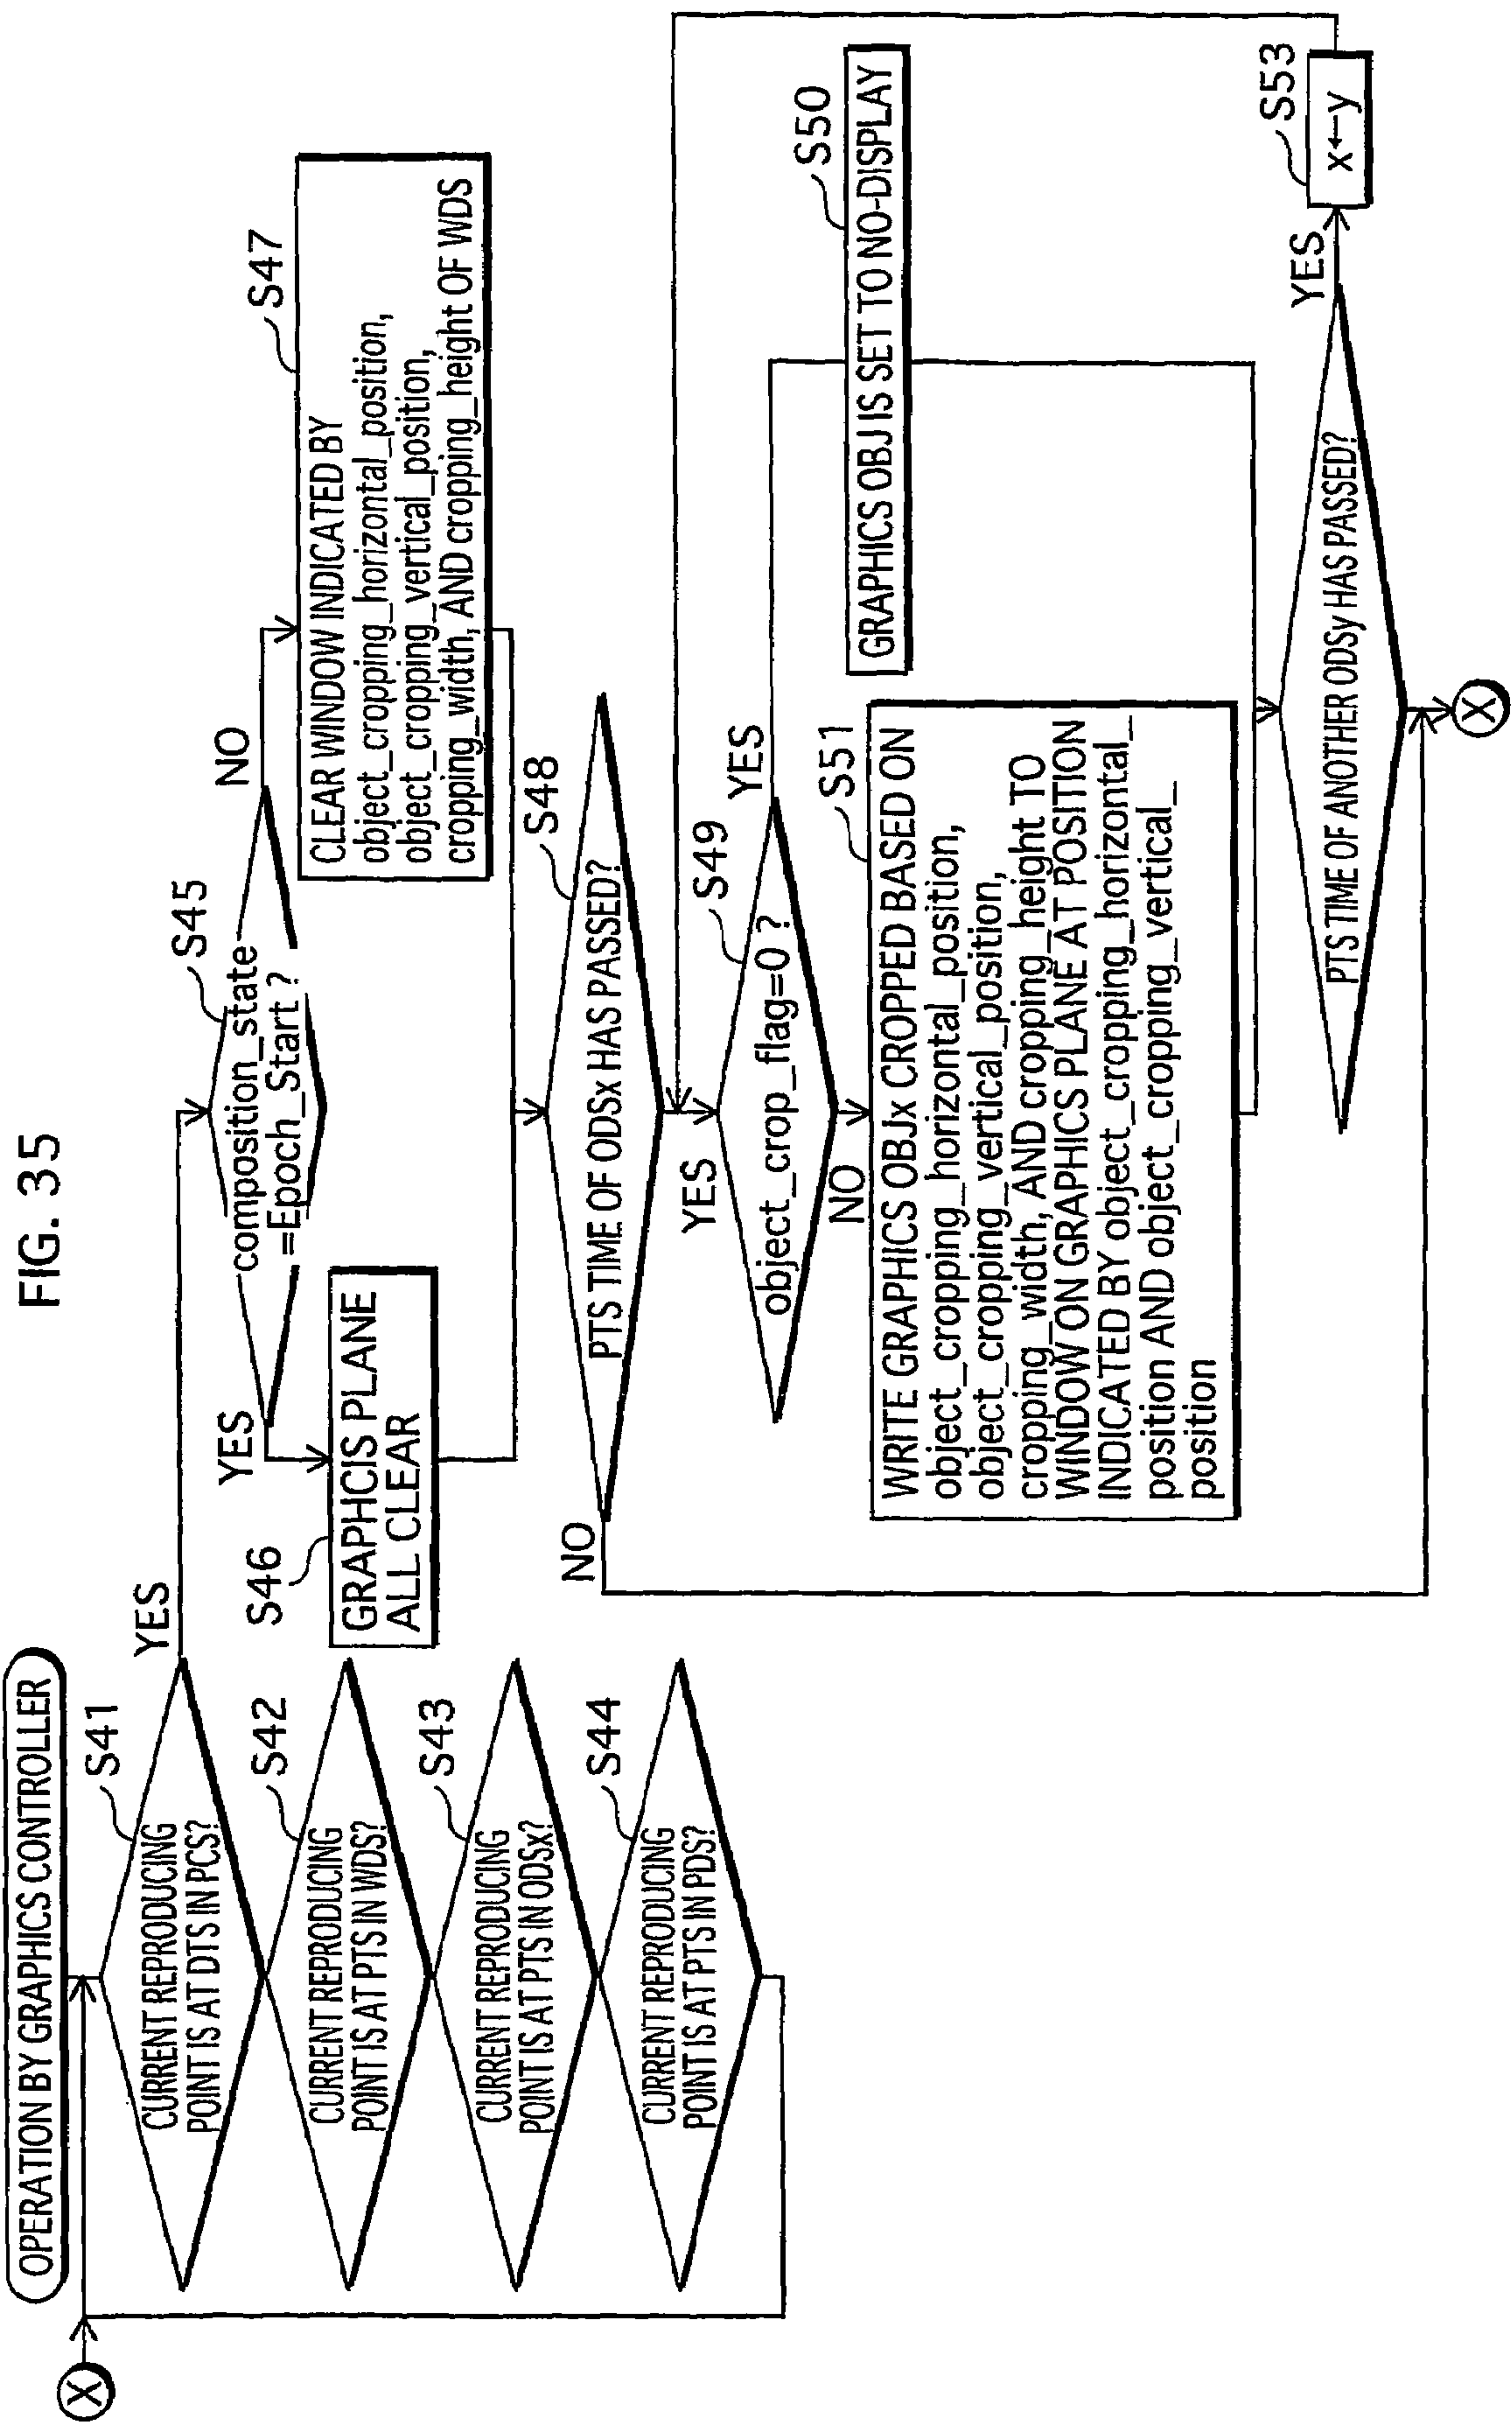 FIG. 35
OPERATION BY GRAPHICS CONTROLLER
X
S41
CURRENT REPRODUCING
POINT IS AT DTS IN PCS?
YES
S42
CURRENT REPRODUCING
POINT IS AT PTS IN WDS?
S43
CURRENT REPRODUCING
POINT IS AT PTS IN ODSx?
S44
CURRENT REPRODUCING
POINT IS AT PTS IN PDS?
S45
composition_state
=Epoch_Start ?
YES
NO
S46
GRAPHCIS PLANE
ALL CLEAR
S47
CLEAR WINDOW INDICATED BY
object_cropping_horizontal_position,
object_cropping_vertical_position,
cropping_width, AND cropping_height OF WDS
S48
PTS TIME OF ODSx HAS PASSED?
NO
YES
S49
object_crop_flag=0 ?
YES
NO
S50
GRAPHICS OBJ IS SET TO NO-DISPLAY
S51
WRITE GRAPHICS OBJx CROPPED BASED ON
object_cropping_horizontal_position,
object_cropping_vertical_position,
cropping_width, AND cropping_height TO
WINDOW ON GRAPHICS PLANE AT POSITION
INDICATED BY object_cropping_horizontal_
position AND object_cropping_vertical_
position
PTS TIME OF ANOTHER ODSy HAS PASSED?
YES
S53
x←y
X